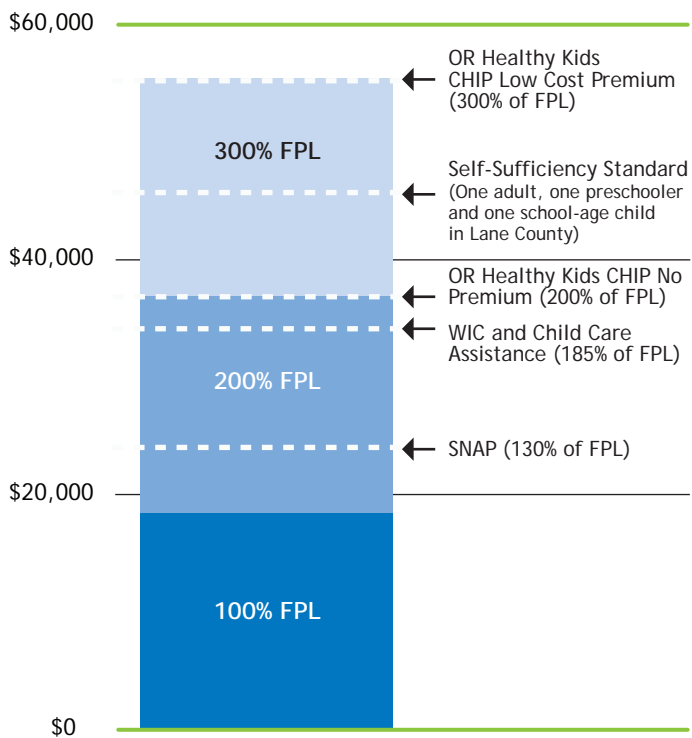 $60,000
OR Healthy Kids
CHIP Low Cost Premium
(300% of FPL)
300% FPL
Self-Sufficiency Standard
(One adult, one preschooler
and one school-age child
in Lane County)
$40,000
OR Healthy Kids CHIP No
Premium (200% of FPL)
WIC and Child Care
Assistance (185% of FPL)
200% FPL
SNAP (130% of FPL)
$20,000
100% FPL
$0